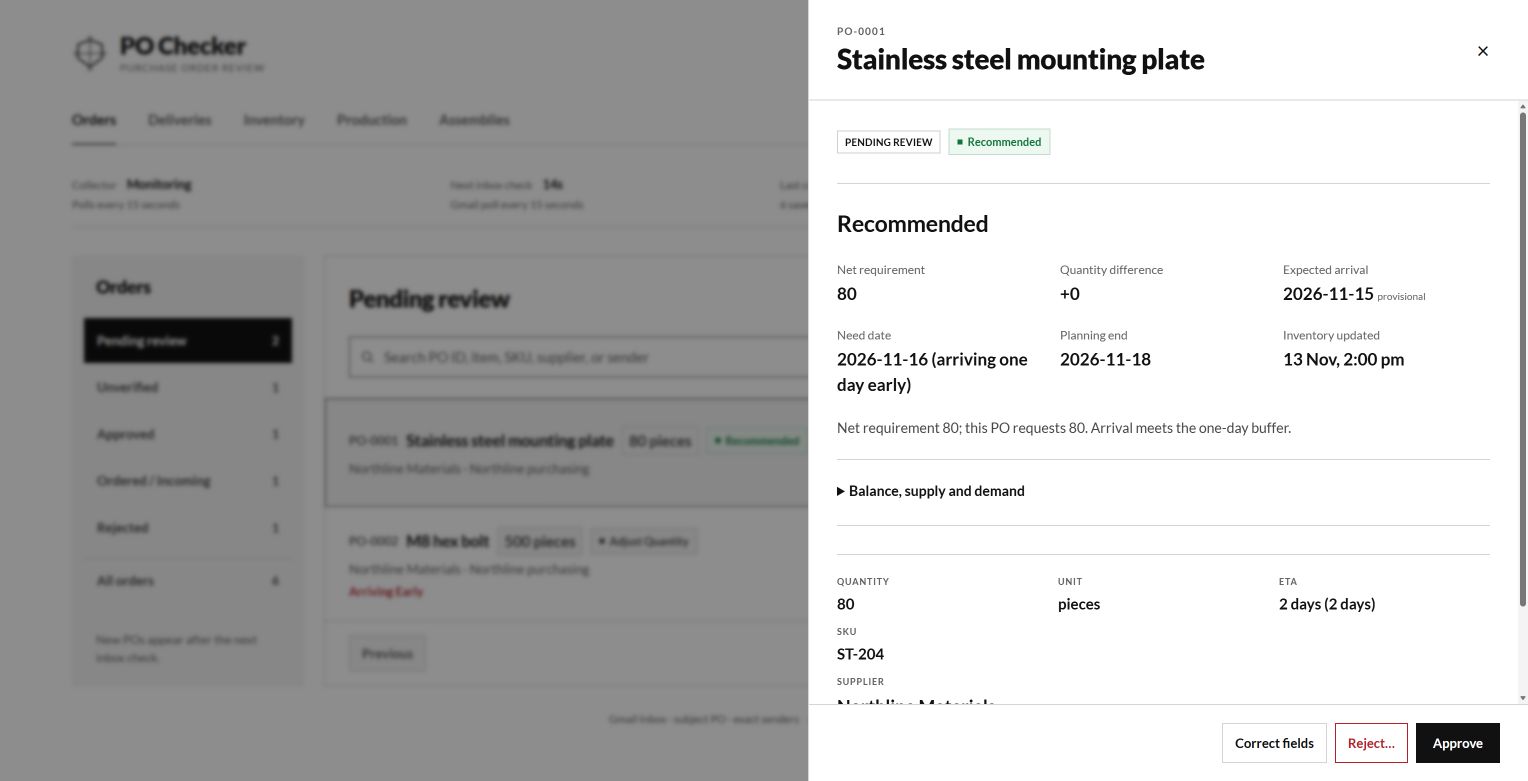 PO Checker
PURCHASE ORDER REVIEW
Orders
Deliveries
Inventory
Production
Assemblies
Collector Monitoring
Polls every 15 seconds
Next inbox check 14s
Gmail poll every 15 seconds
Orders
Pending review 2
Unverified 1
Approved 1
Ordered / Incoming 1
Rejected 1
All orders 6
New POs appear after the next
inbox check.
Pending review
Search PO ID, item, SKU, supplier, or sender
PO-0001 Stainless steel mounting plate 80 pieces Recommended
Northline Materials · Northline purchasing
PO-0002 M8 hex bolt 500 pieces Adjust Quantity
Northline Materials · Northline purchasing
Arriving Early
Previous
Gmail Inbox · subject PO · exact senders
PO-0001
Stainless steel mounting plate
PENDING REVIEW
Recommended
Recommended
Net requirement
80
Quantity difference
+0
Expected arrival
2026-11-15 provisional
Need date
2026-11-16 (arriving one
day early)
Planning end
2026-11-18
Inventory updated
13 Nov, 2:00 pm
Net requirement 80; this PO requests 80. Arrival meets the one-day buffer.
Balance, supply and demand
QUANTITY
80
UNIT
pieces
ETA
2 days (2 days)
SKU
ST-204
SUPPLIER
Northline Materials
Correct fields
Reject...
Approve